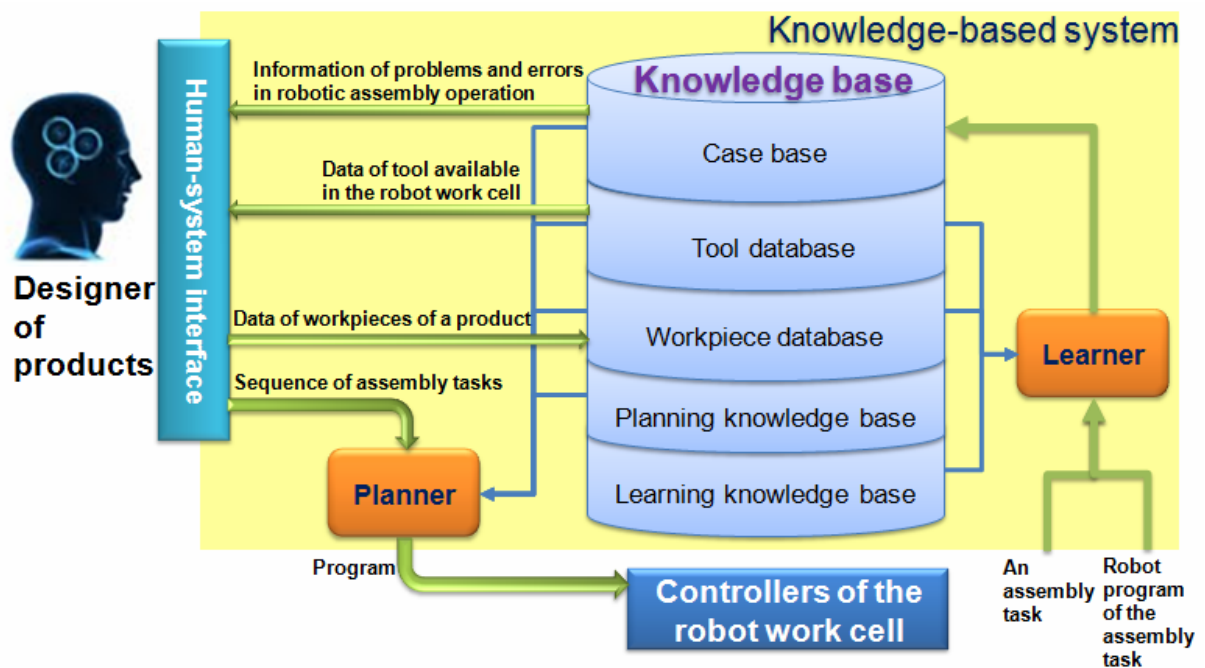 Knowledge-based system
Human-system interface
Information of problems and errors
in robotic assembly operation
Knowledge base
Case base
Data of tool available
in the robot work cell
Tool database
Designer
of
products
Data of workpieces of a product
Workpiece database
Learner
Sequence of assembly tasks
Planning knowledge base
Planner
Learning knowledge base
Program
Controllers of the
robot work cell
An
assembly
task
Robot
program
of the
assembly
task